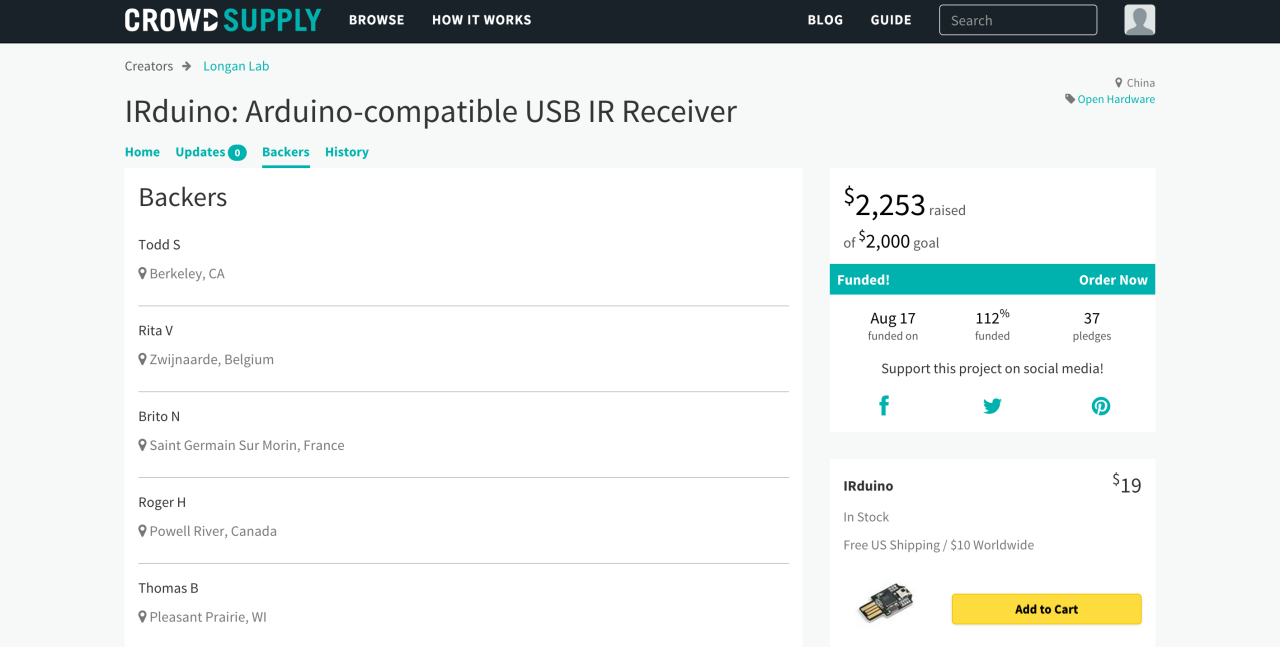 CROWD SUPPLY BROWSE HOW IT WORKS BLOG GUIDE Search
Creators → Longan Lab
China
Open Hardware
IRduino: Arduino-compatible USB IR Receiver
Home Updates 0 Backers History
Backers
Todd S
Berkeley, CA
Rita V
Zwijnaarde, Belgium
Brito N
Saint Germain Sur Morin, France
Roger H
Powell River, Canada
Thomas B
Pleasant Prairie, WI
$2,253 raised
of $2,000 goal
Funded! Order Now
Aug 17 112% 37
funded on funded pledges
Support this project on social media!
IRduino $19
In Stock
Free US Shipping / $10 Worldwide
Add to Cart